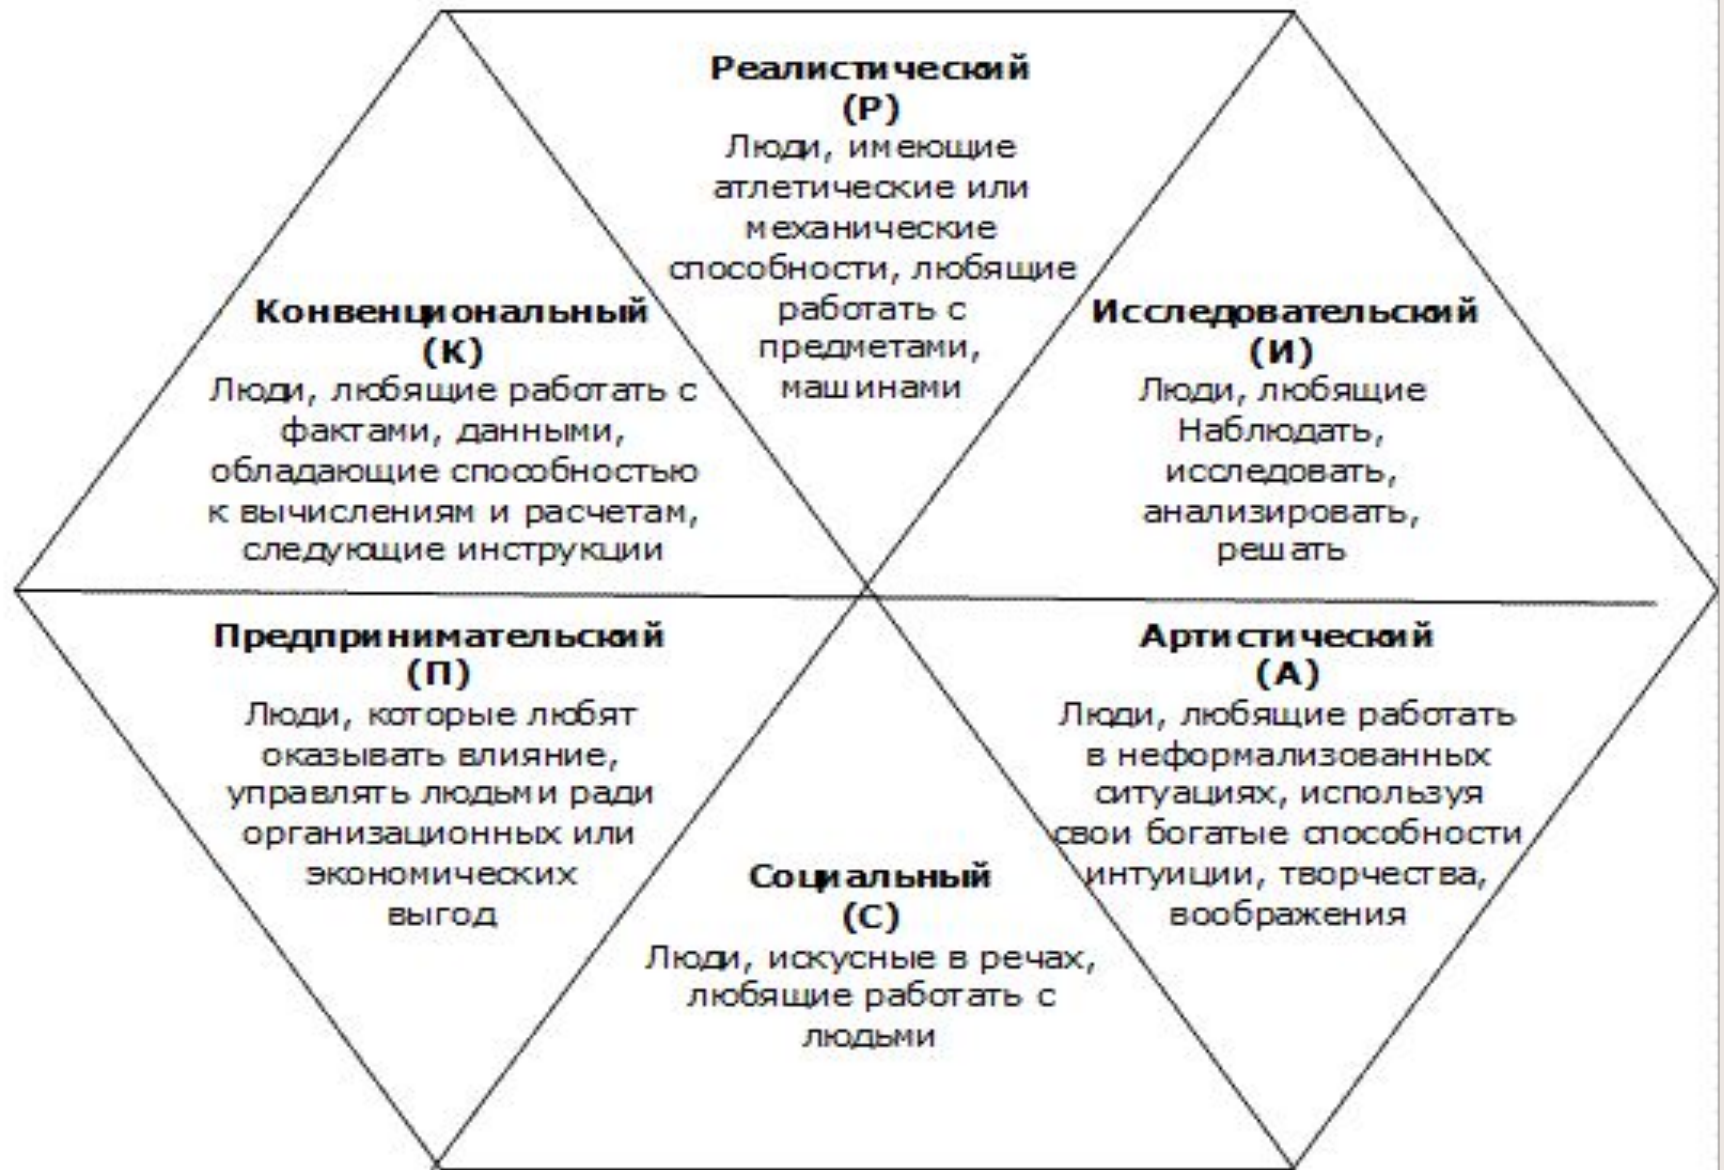 Реалистический
(Р)
Люди, имеющие
атлетические или
механические
способности, любящие
работать с
предметами,
машинами
Конвенциональный
(К)
Люди, любящие работать с
фактами, данными,
обладающие способностью
к вычислениям и расчетам,
следующие инструкции
Исследовательский
(И)
Люди, любящие
Наблюдать,
исследовать,
анализировать,
решать
Предпринимательский
(П)
Люди, которые любят
оказывать влияние,
управлять людьми ради
организационных или
экономических
выгод
Социальный
(С)
Люди, искусные в речах,
любящие работать с
людьми
Артистический
(А)
Люди, любящие работать
в неформализованных
ситуациях, используя
свои богатые способности
интуиции, творчества,
воображения